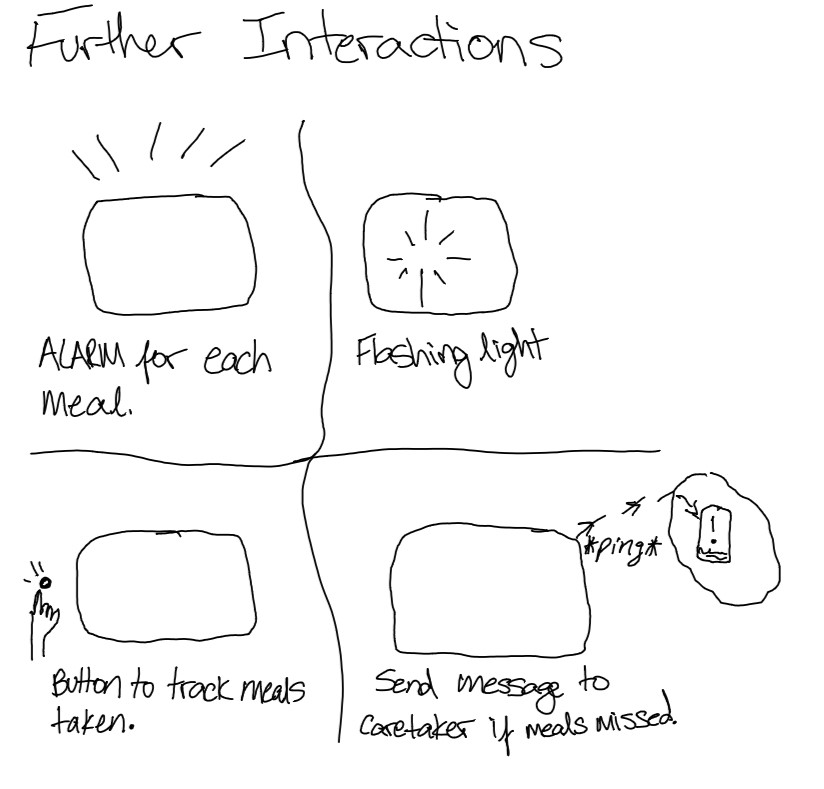 Further Interactions
ALARM for each
meal.
Flashing light
Button to track meals
taken.
*ping*
!
Send message to
caretaker if meals missed.